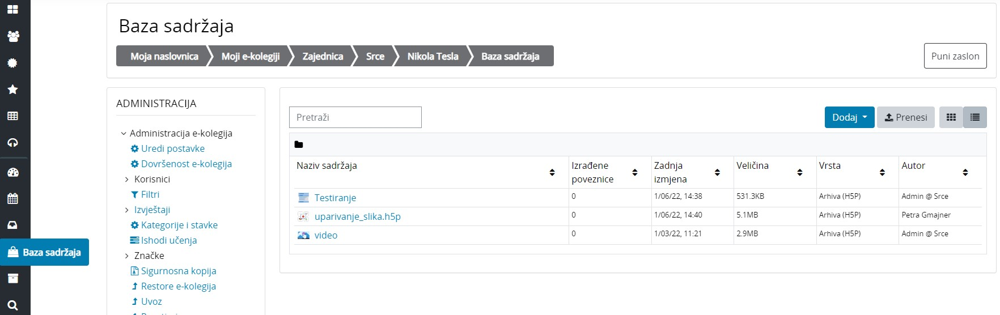 Baza sadržaja
Moja naslovnica
Moji e-kolegiji
Zajednica
Srce
Nikola Tesla
Baza sadržaja
Puni zaslon
ADMINISTRACIJA
Administracija e-kolegija
Uredi postavke
Dovršenost e-kolegija
Korisnici
Filtri
Izvještaji
Kategorije i stavke
Ishodi učenja
Značke
Sigurnosna kopija
Restore e-kolegija
Uvoz
Baza sadržaja
Pretraži
Dodaj
Prenesi
Naziv sadržaja
Izrađene
poveznice
Zadnja
izmjena
Veličina
Vrsta
Autor
Testiranje 0 1/06/22, 14:38 531.3KB Arhiva (H5P) Admin @ Srce
uparivanje_slika.h5p 0 1/06/22, 14:40 5.1MB Arhiva (H5P) Petra Gmajner
video 0 1/03/22, 11:21 2.9MB Arhiva (H5P) Admin @ Srce